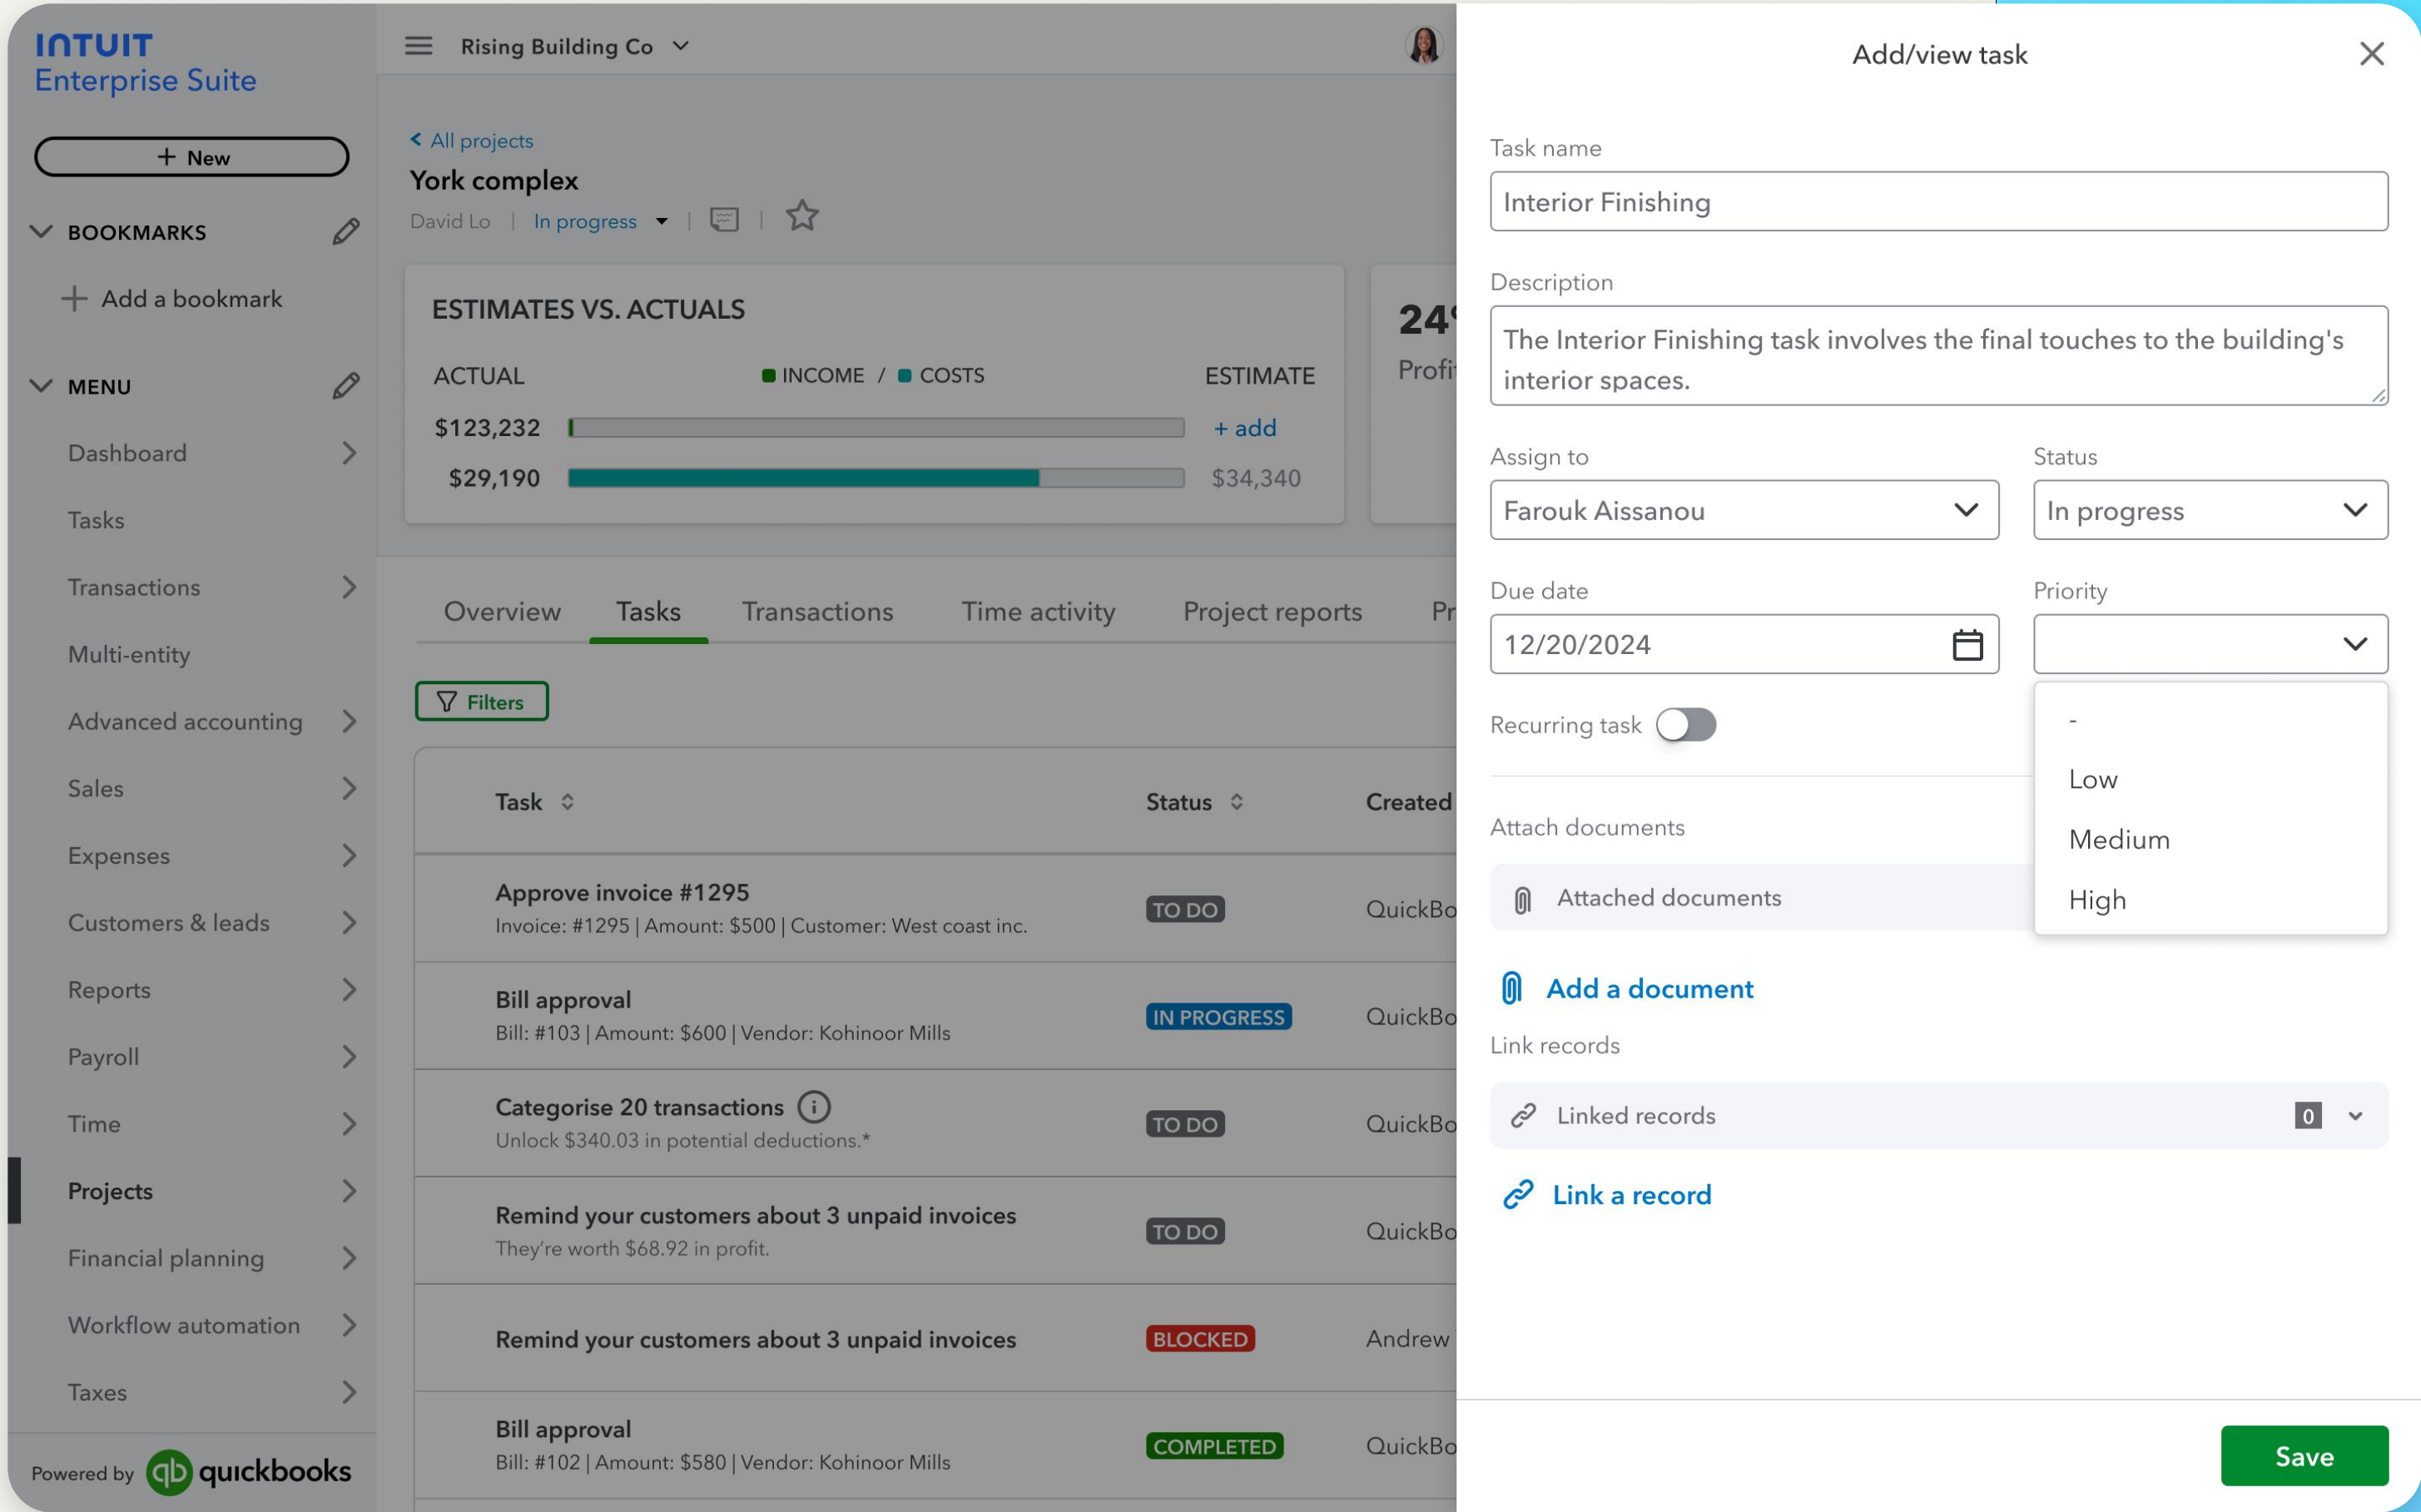 INTUIT
Enterprise Suite
+ New
BOOKMARKS
Add a bookmark
MENU
Dashboard
Tasks
Transactions
Multi-entity
Advanced accounting
Sales
Expenses
Customers & leads
Reports
Payroll
Time
Projects
Financial planning
Workflow automation
Taxes
Powered by qb quickbooks
Rising Building Co
All projects
York complex
David Lo | In progress
ESTIMATES VS. ACTUALS
ACTUAL INCOME / COSTS ESTIMATE
$123,232 + add
$29,190 $34,340
24%
Overview Tasks Transactions Time activity Project reports
Filters
Task Status Created
Approve invoice #1295
Invoice: #1295 | Amount: $500 | Customer: West coast inc.
TO DO
Bill approval
Bill: #103 | Amount: $600 | Vendor: Kohinoor Mills
IN PROGRESS
Categorise 20 transactions
Unlock $340.03 in potential deductions.*
TO DO
Remind your customers about 3 unpaid invoices
They're worth $68.92 in profit.
TO DO
Remind your customers about 3 unpaid invoices
BLOCKED Andrew
Bill approval
Bill: #102 | Amount: $580 | Vendor: Kohinoor Mills
COMPLETED
Add/view task
Task name
Interior Finishing
Description
The Interior Finishing task involves the final touches to the building's
interior spaces.
Assign to Status
Farouk Aissanou In progress
Due date Priority
12/20/2024
-
Low
Medium
High
Recurring task
Attach documents
Attached documents
Add a document
Link records
Linked records 0
Link a record
Save